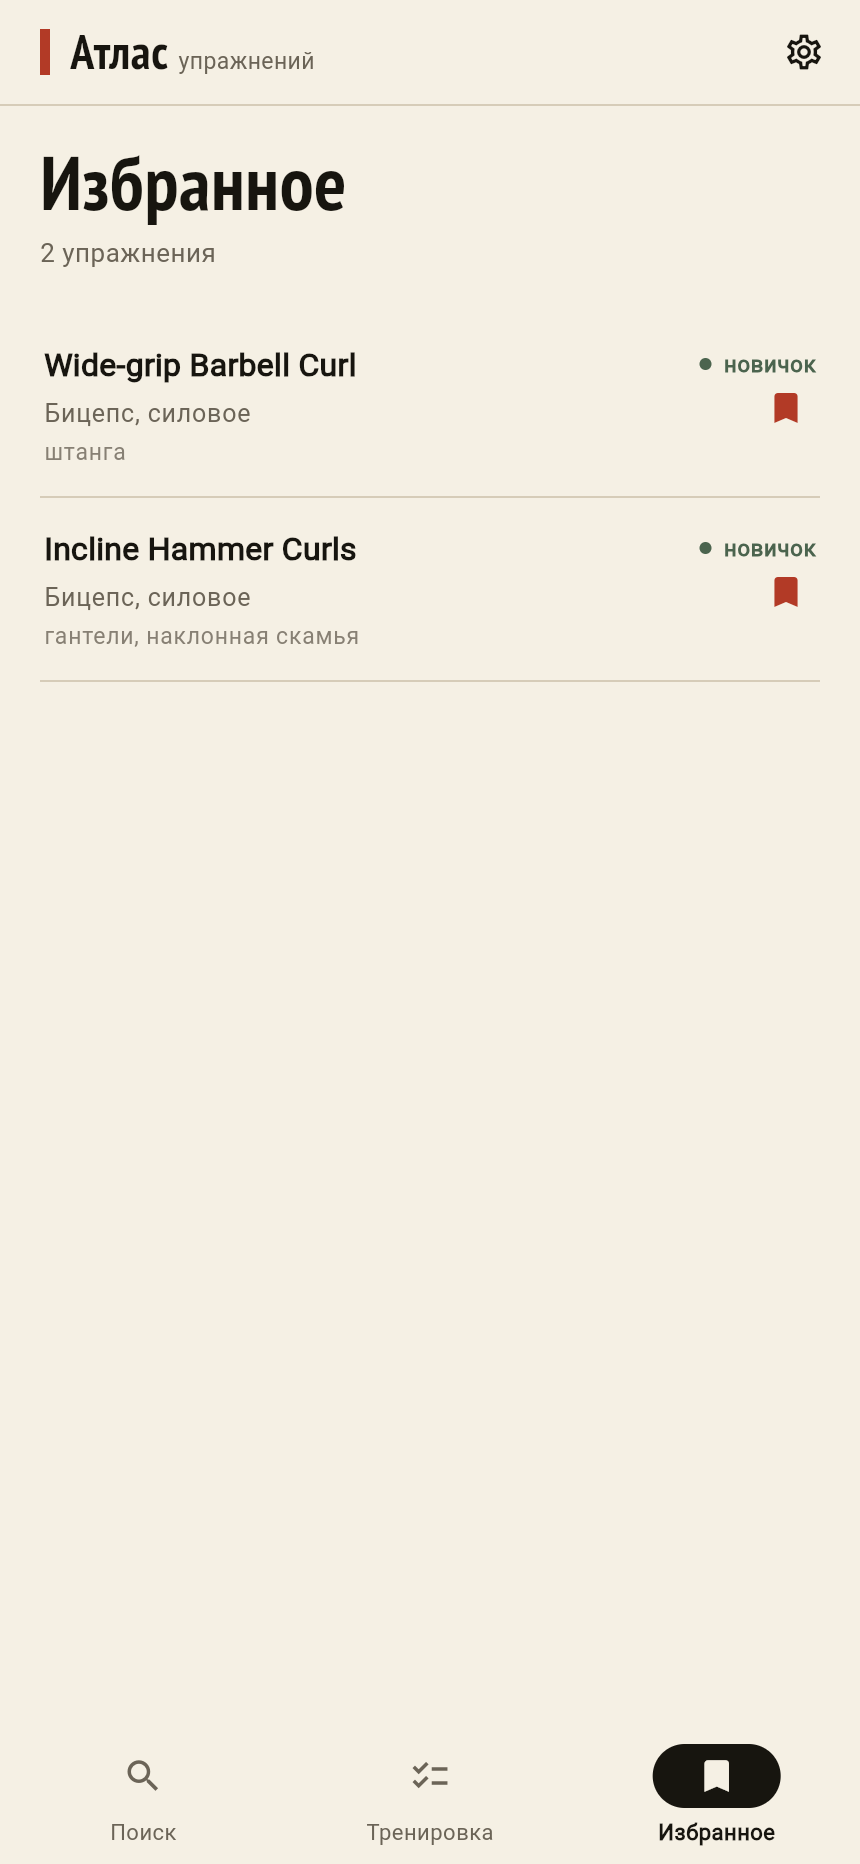 Атлас упражнений
Избранное
2 упражнения
Wide-grip Barbell Curl
новичок
Бицепс, силовое
штанга
Incline Hammer Curls
новичок
Бицепс, силовое
гантели, наклонная скамья
Поиск
Тренировка
Избранное